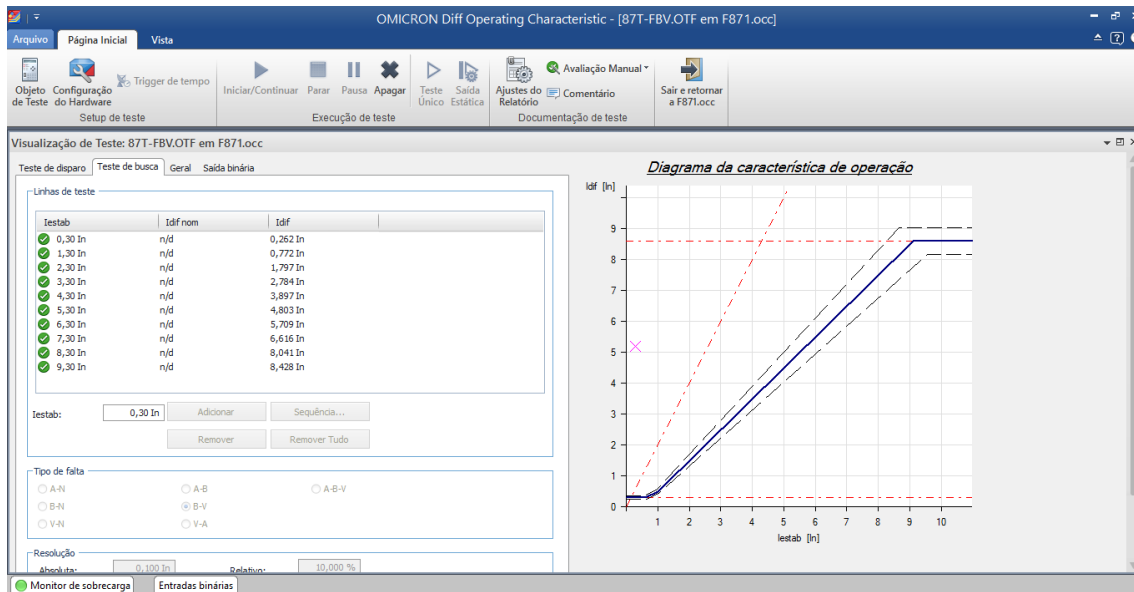 OMICRON Diff Operating Characteristic - [87T-FBV.OTF em F871.occ]
Arquivo Página Inicial Vista
Objeto de Teste
Configuração do Hardware
Trigger de tempo
Setup de teste
Iniciar/Continuar Parar Pausa Apagar
Teste Único
Saída Estática
Execução de teste
Ajustes do Relatório
Avaliação Manual
Comentário
Documentação de teste
Sair e retornar a F871.occ
Visualização de Teste: 87T-FBV.OTF em F871.occ
Teste de disparo Teste de busca Geral Saída binária
Linhas de teste
Iestab Idif nom Idif
0,30 In n/d 0,262 In
1,30 In n/d 0,772 In
2,30 In n/d 1,797 In
3,30 In n/d 2,784 In
4,30 In n/d 3,897 In
5,30 In n/d 4,803 In
6,30 In n/d 5,709 In
7,30 In n/d 6,616 In
8,30 In n/d 8,041 In
9,30 In n/d 8,428 In
Iestab: 0,30 In Adicionar Sequência...
Remover Remover Tudo
Tipo de falta
A-N A-B A-B-V
B-N B-V
V-N V-A
Resolução
Absoluta: 0,100 In Relativo: 10,000 %
Diagrama da característica de operação
Idif [In]
9
8
7
6
5
4
3
2
1
0
1 2 3 4 5 6 7 8 9 10
Iestab [In]
Monitor de sobrecarga Entradas binárias